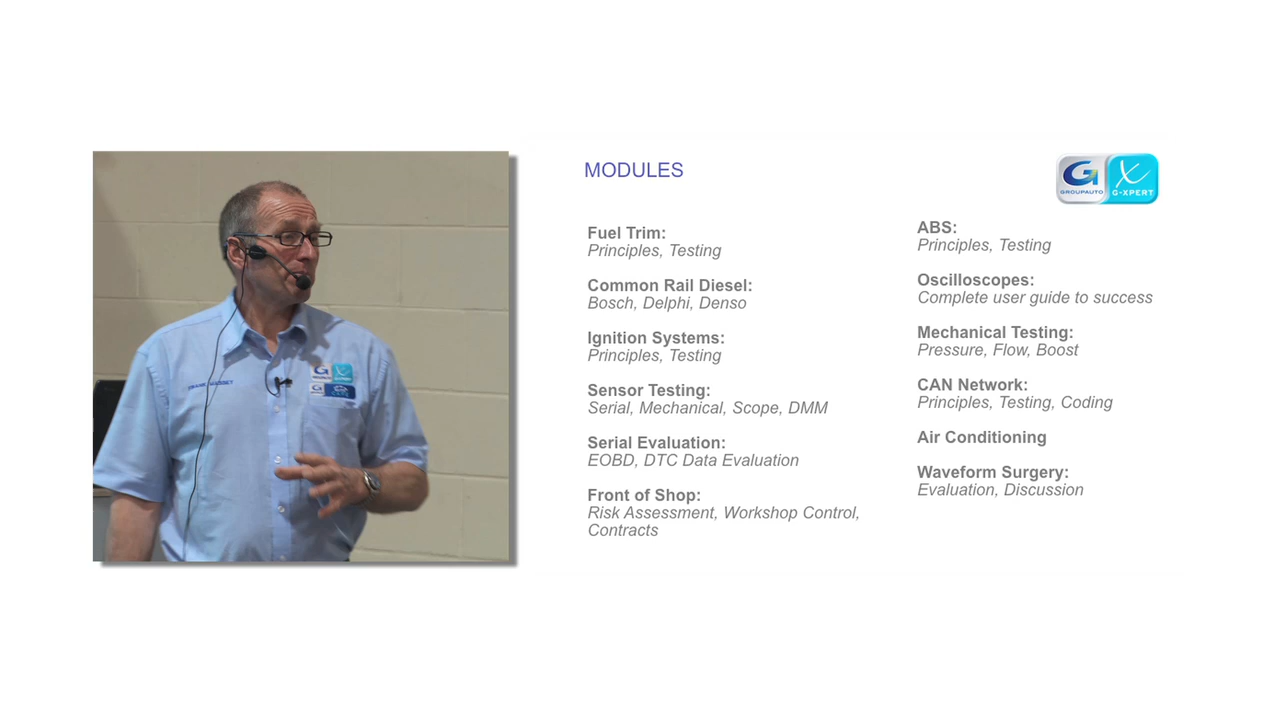 MODULES
GROUPAUTO
G-XPERT
Fuel Trim:
Principles, Testing
Common Rail Diesel:
Bosch, Delphi, Denso
Ignition Systems:
Principles, Testing
Sensor Testing:
Serial, Mechanical, Scope, DMM
Serial Evaluation:
EOBD, DTC Data Evaluation
Front of Shop:
Risk Assessment, Workshop Control,
Contracts
ABS:
Principles, Testing
Oscilloscopes:
Complete user guide to success
Mechanical Testing:
Pressure, Flow, Boost
CAN Network:
Principles, Testing, Coding
Air Conditioning
Waveform Surgery:
Evaluation, Discussion
FRANK MASSEY